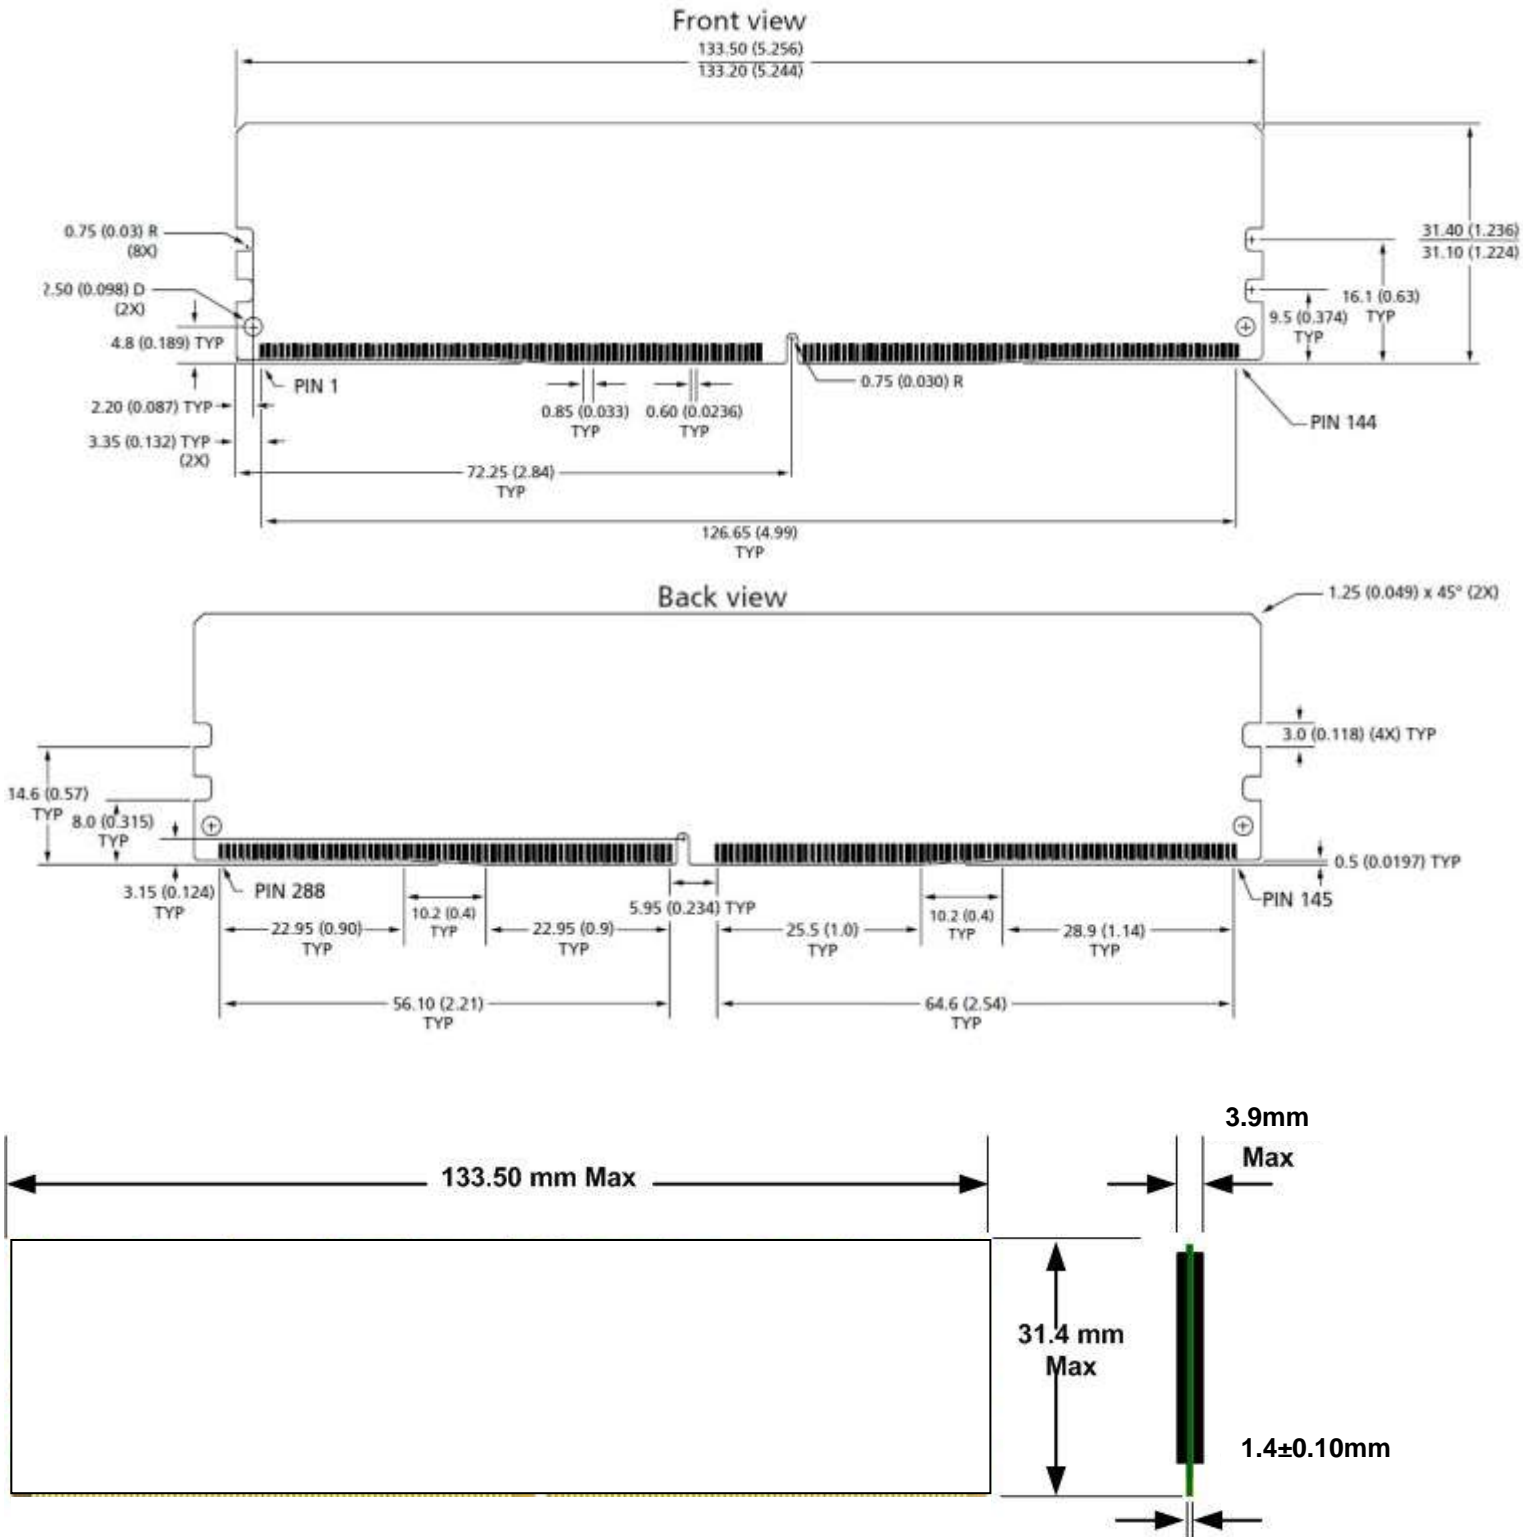 Front view
133.50 (5.256)
133.20 (5.244)
0.75 (0.03) R
(8X)
2.50 (0.098) D
(2X)
4.8 (0.189) TYP
31.40 (1.236)
31.10 (1.224)
16.1 (0.63)
TYP
9.5 (0.374)
TYP
PIN 1
0.75 (0.030) R
2.20 (0.087) TYP
0.85 (0.033)
TYP
0.60 (0.0236)
TYP
PIN 144
3.35 (0.132) TYP
(2X)
72.25 (2.84)
TYP
126.65 (4.99)
TYP
Back view
1.25 (0.049) x 45° (2X)
3.0 (0.118) (4X) TYP
14.6 (0.57)
TYP
8.0 (0.315)
TYP
0.5 (0.0197) TYP
3.15 (0.124)
TYP
PIN 288
PIN 145
5.95 (0.234) TYP
10.2 (0.4)
TYP
10.2 (0.4)
TYP
22.95 (0.90)
TYP
22.95 (0.9)
TYP
25.5 (1.0)
TYP
28.9 (1.14)
TYP
56.10 (2.21)
TYP
64.6 (2.54)
TYP
3.9mm
Max
133.50 mm Max
31.4 mm
Max
1.4±0.10mm